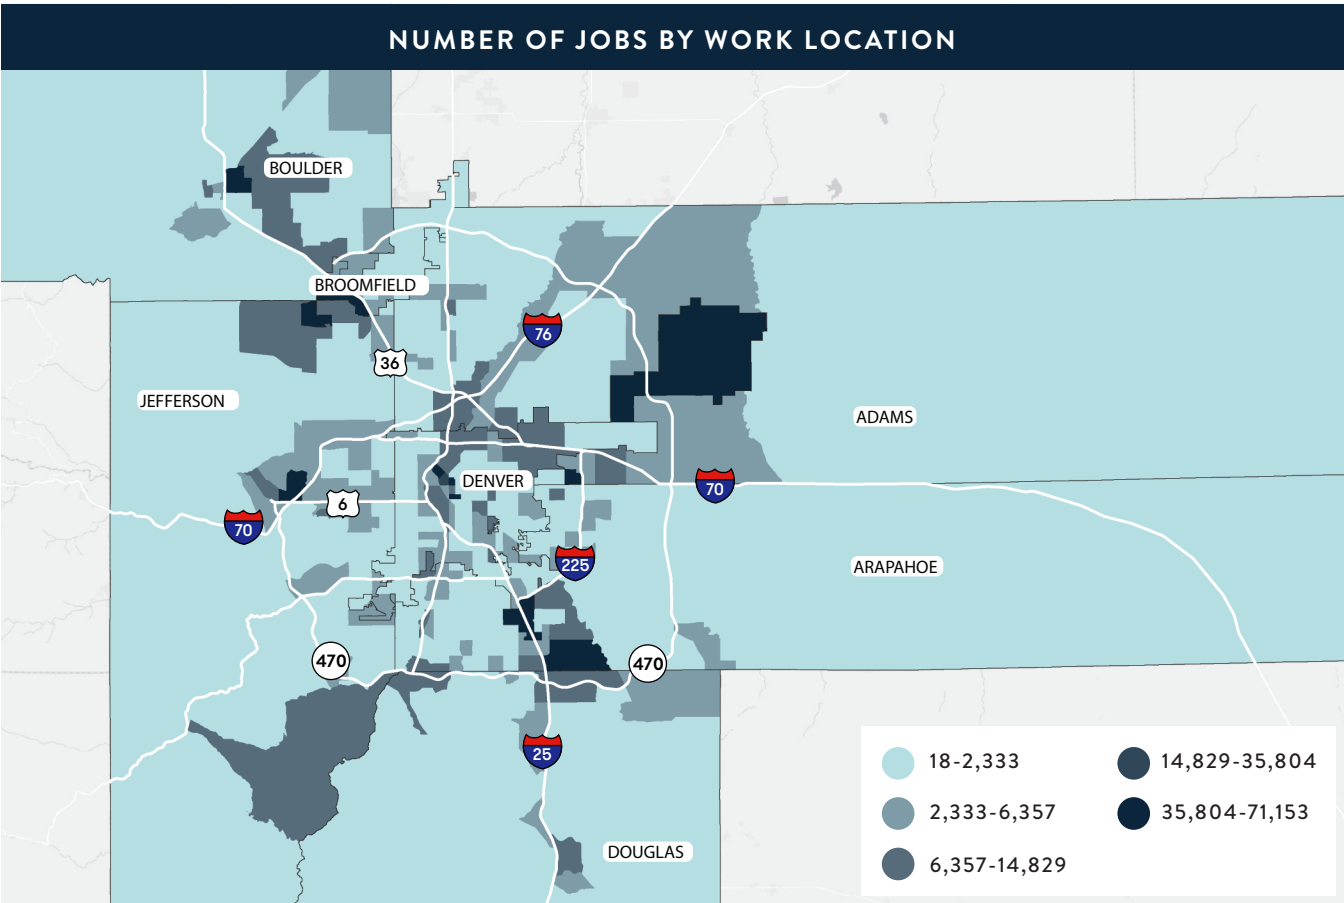 NUMBER OF JOBS BY WORK LOCATION
BOULDER
BROOMFIELD
76
36
JEFFERSON
ADAMS
DENVER
70
6
70
225
ARAPAHOE
470
470
25
DOUGLAS
18-2,333
14,829-35,804
2,333-6,357
35,804-71,153
6,357-14,829